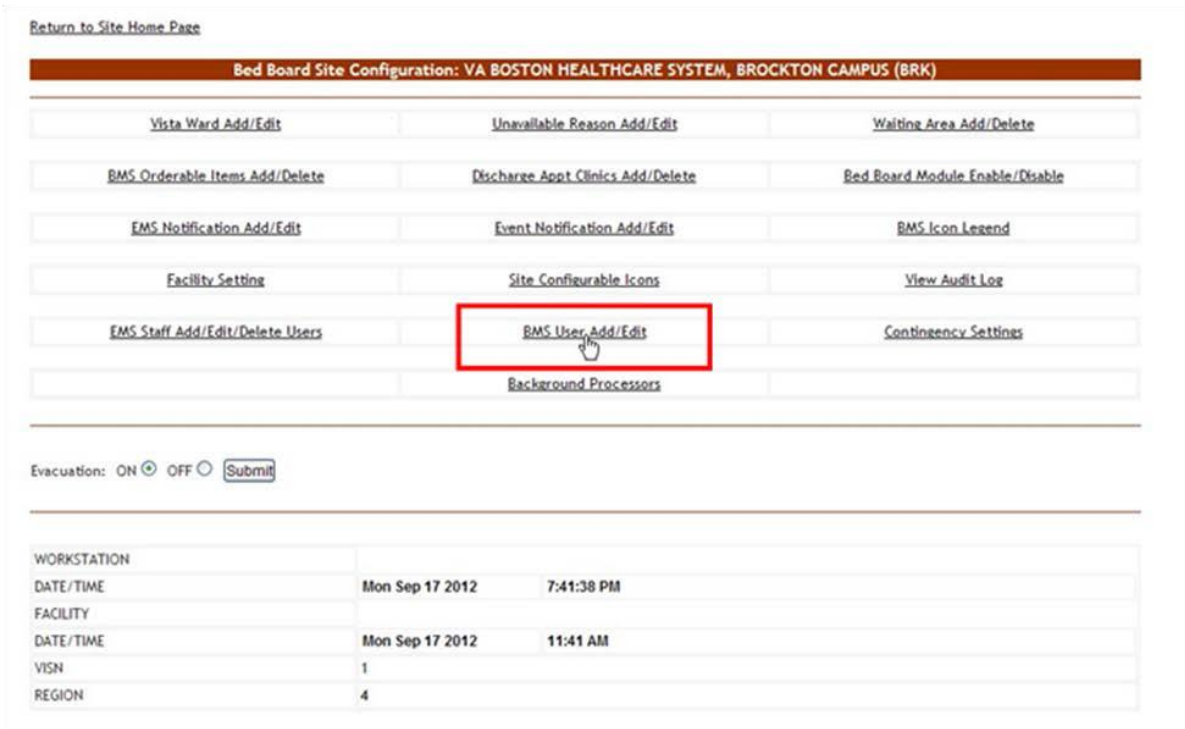 Return to Site Home Page
Bed Board Site Configuration: VA BOSTON HEALTHCARE SYSTEM, BROCKTON CAMPUS (BRK)
Vista Ward Add/Edit Unavailable Reason Add/Edit Waiting Area Add/Delete
BMS Orderable Items Add/Delete Discharge Appt Clinics Add/Delete Bed Board Module Enable/Disable
EMS Notification Add/Edit Event Notification Add/Edit BMS Icon Legend
Facility Setting Site Configurable Icons View Audit Log
EMS Staff Add/Edit/Delete Users BMS User Add/Edit Contingency Settings
Background Processors
Evacuation: ON OFF Submit
WORKSTATION
DATE/TIME Mon Sep 17 2012 7:41:38 PM
FACILITY
DATE/TIME Mon Sep 17 2012 11:41 AM
VISN 1
REGION 4